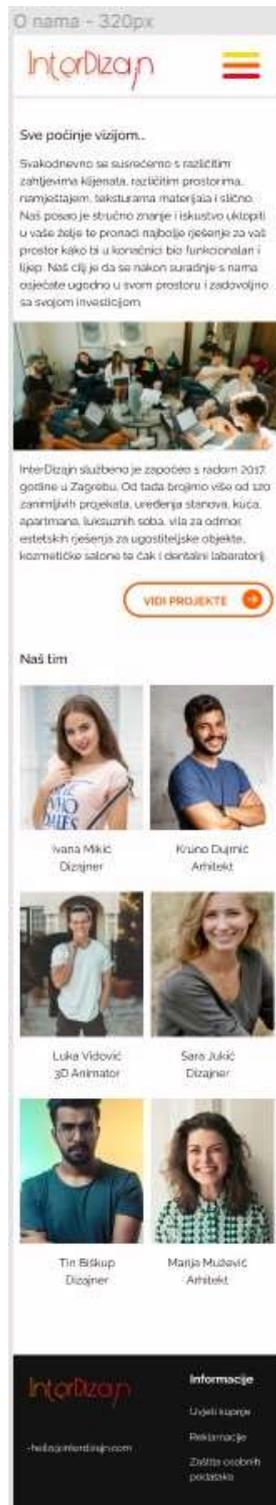 O nama - 320px
InterDizajn
Sve počinje vizijom...
Svakodnevno se susrećemo s različitim
zahtjevima klijenata, različitim prostorima,
namještajem, teksturama materijala i slično.
Naš posao je stručno znanje i iskustvo uklopiti
u vaše želje te pronaći najbolje rješenje za vaš
prostor kako bi u konačnici bio funkcionalan i
lijep. Naš cilj je da se nakon suradnje s nama
osjećate ugodno u svom prostoru i zadovoljno
sa svojom investicijom.
InterDizajn službeno je započeo s radom 2017.
godine u Zagrebu. Od tada brojimo više od 120
zanimljivih projekata, uređenja stanova, kuća,
apartmana, luksuznih soba, vila za odmor,
estetskih rješenja za ugostiteljske objekte,
kozmetičke salone te čak i dentalni labaratorij.
VIDI PROJEKTE
Naš tim
Ivana Mikić
Dizajner
Kruno Dujmić
Arhitekt
Luka Vidović
3D Animator
Sara Jukić
Dizajner
Tin Biškup
Dizajner
Marija Mužević
Arhitekt
InterDizajn
Informacije
Uvjeti kupnje
Reklamacije
Zaštita osobnih
podataka